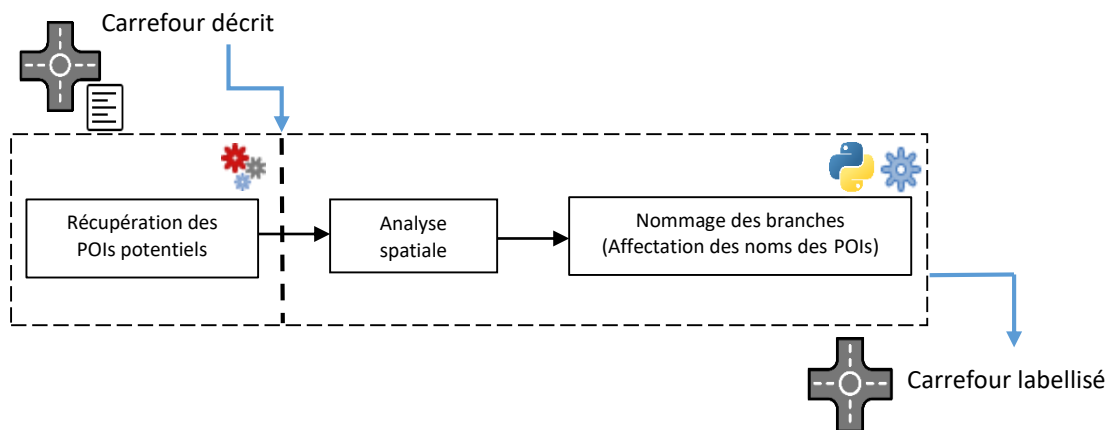 Carrefour décrit
Récupération des
POIs potentiels
Analyse
spatiale
Nommage des branches
(Affectation des noms des POIs)
Carrefour labellisé